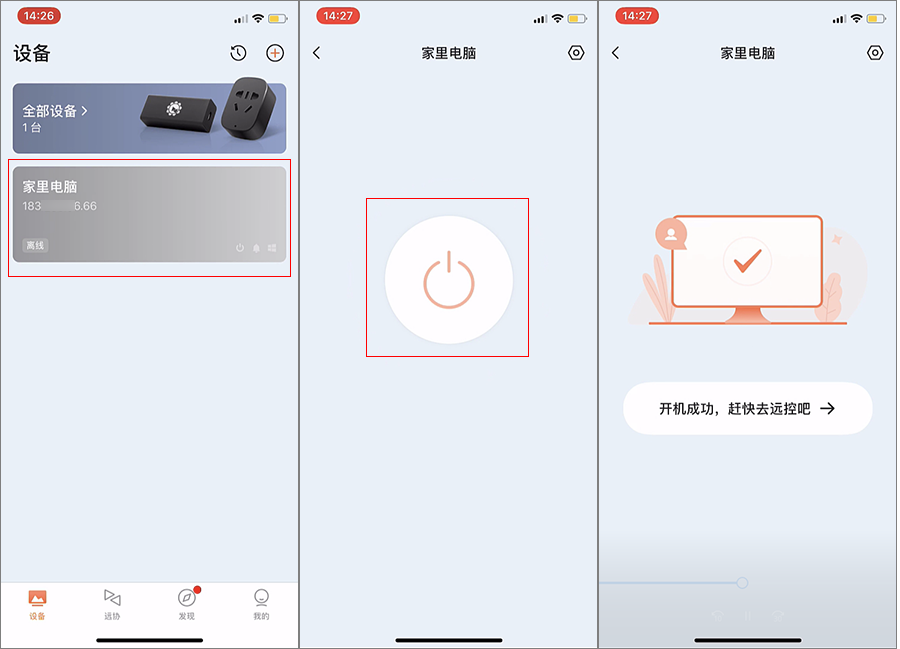 14:26
设备
全部设备
1 台
家里电脑
183 6.66
离线
设备
远协
发现
我的
14:27
家里电脑
14:27
家里电脑
开机成功，赶快去远控吧